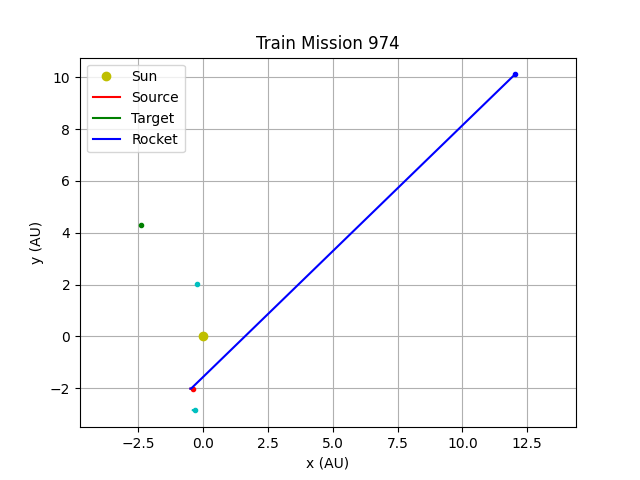 Train Mission 974
Sun
Source
Target
Rocket
10
8
6
4
2
0
−2
y (AU)
−2.5 0.0 2.5 5.0 7.5 10.0 12.5
x (AU)